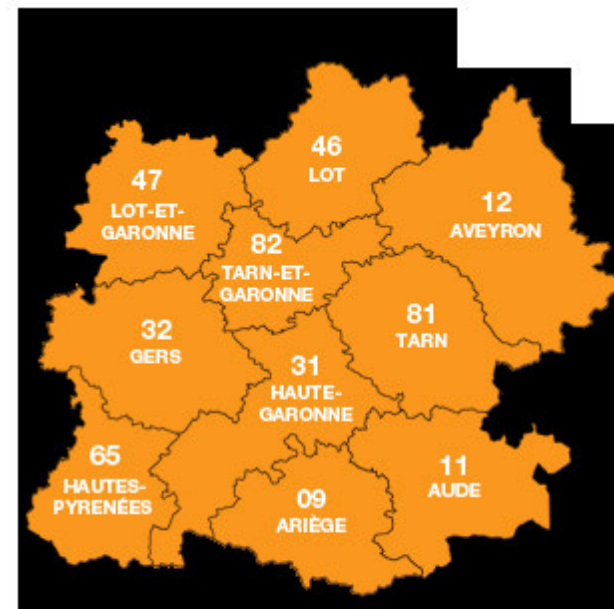 46
LOT
47
LOT-ET-
GARONNE
12
AVEYRON
82
TARN-ET-
GARONNE
81
TARN
32
GERS
31
HAUTE-
GARONNE
65
HAUTES-
PYRENÉES
11
AUDE
09
ARIÈGE